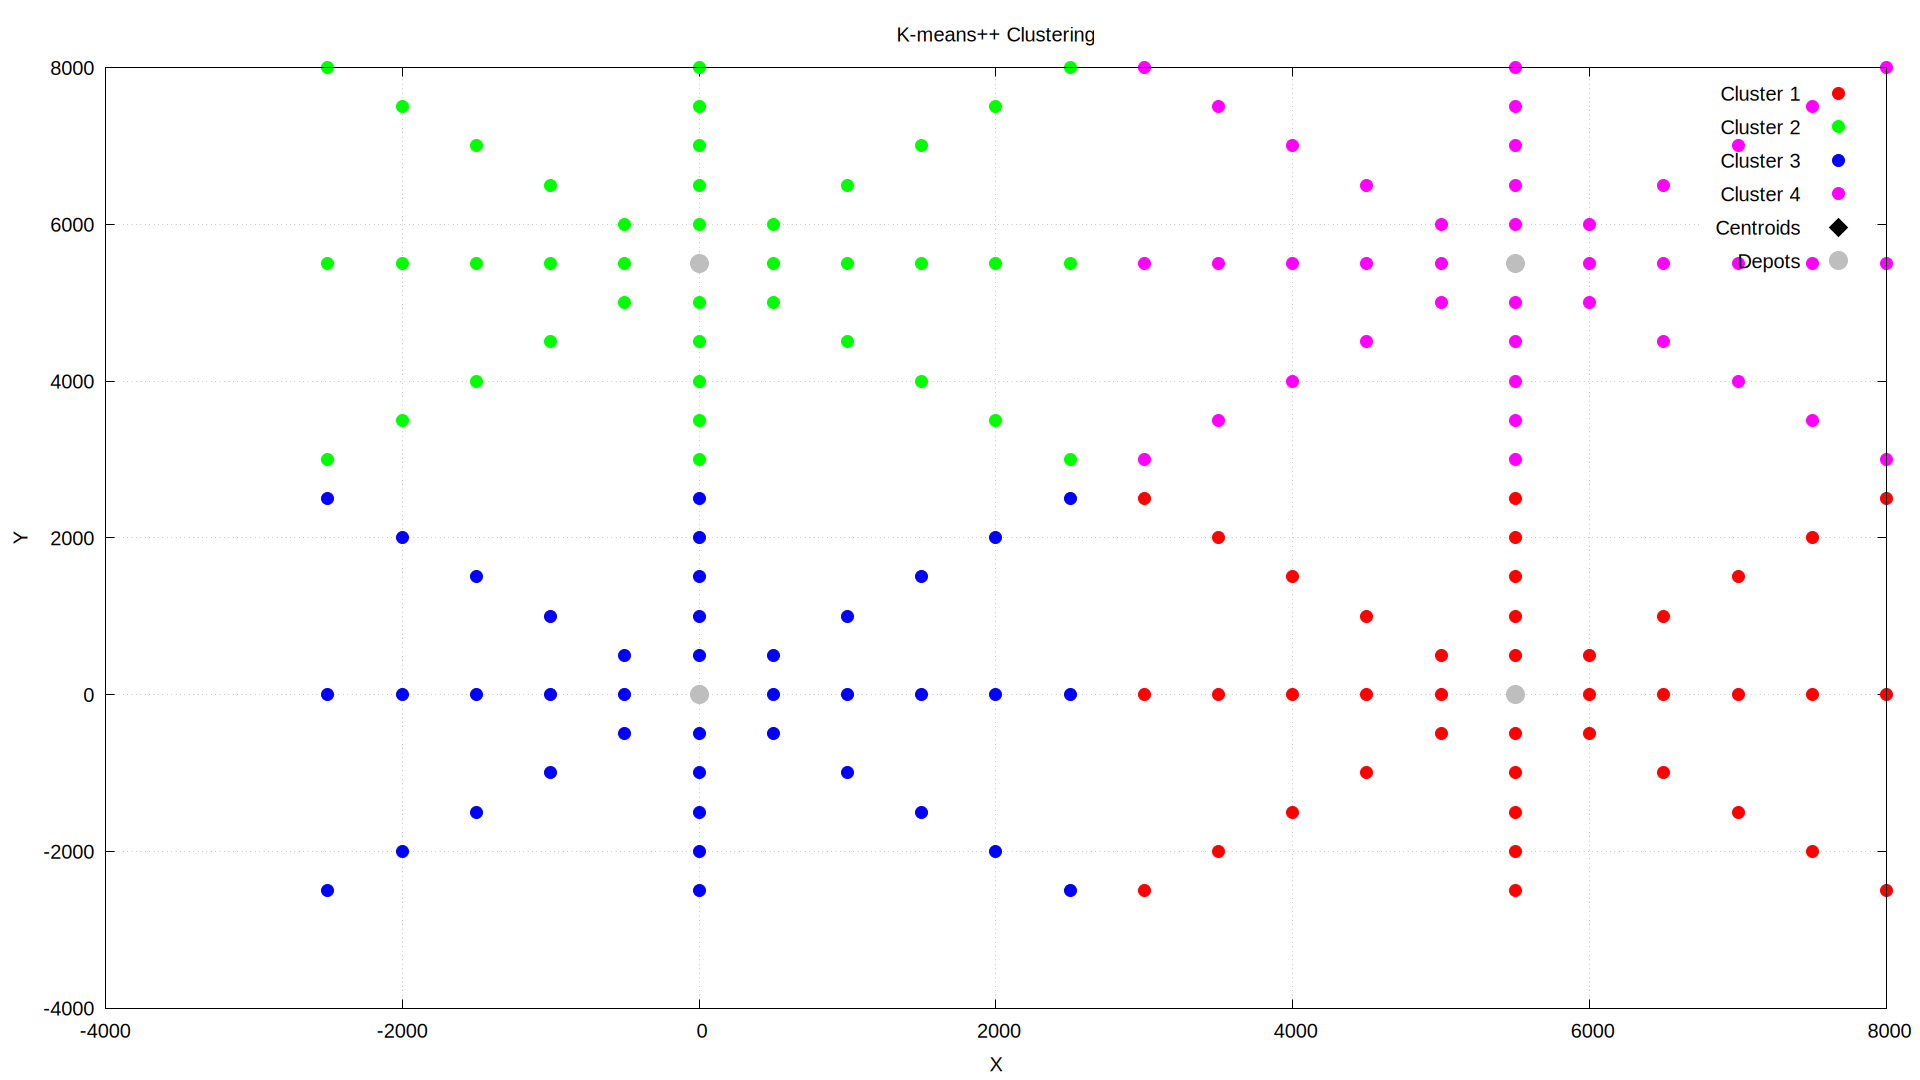 K-means++ Clustering
8000
Cluster 1
Cluster 2
Cluster 3
Cluster 4
6000
Centroids
Depots
4000
Y
2000
0
-2000
-4000
-4000 -2000 0 2000 4000 6000 8000
X